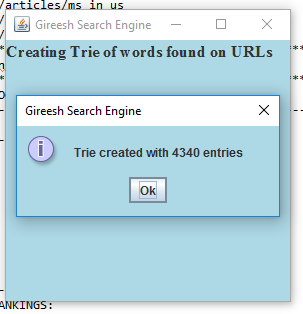 /articles/ms in us
Gireesh Search Engine
Creating Trie of words found on URLs
Gireesh Search Engine
Trie created with 4340 entries
Ok
ANKINGS: